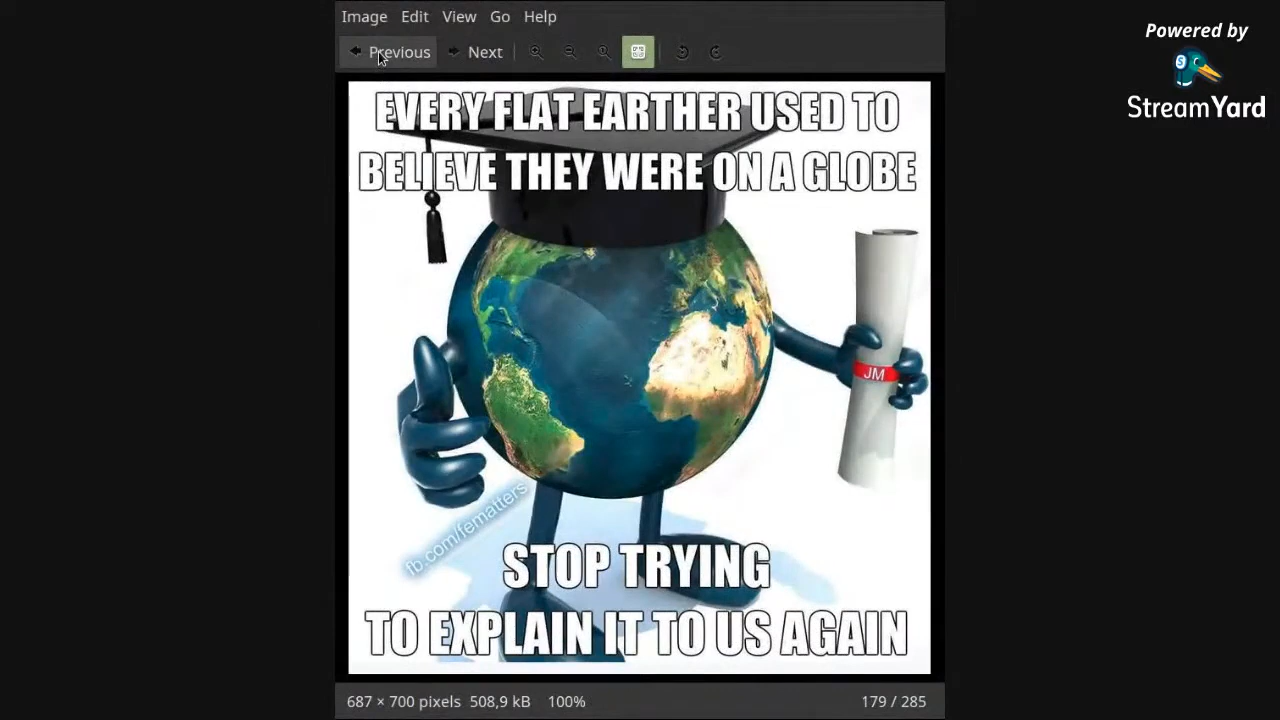 Image Edit View Go Help
Previous Next
Powered by
StreamYard
EVERY FLAT EARTHER USED TO
BELIEVE THEY WERE ON A GLOBE
JM
fb.com/fematters
STOP TRYING
TO EXPLAIN IT TO US AGAIN
687 × 700 pixels 508,9 kB 100% 179 / 285